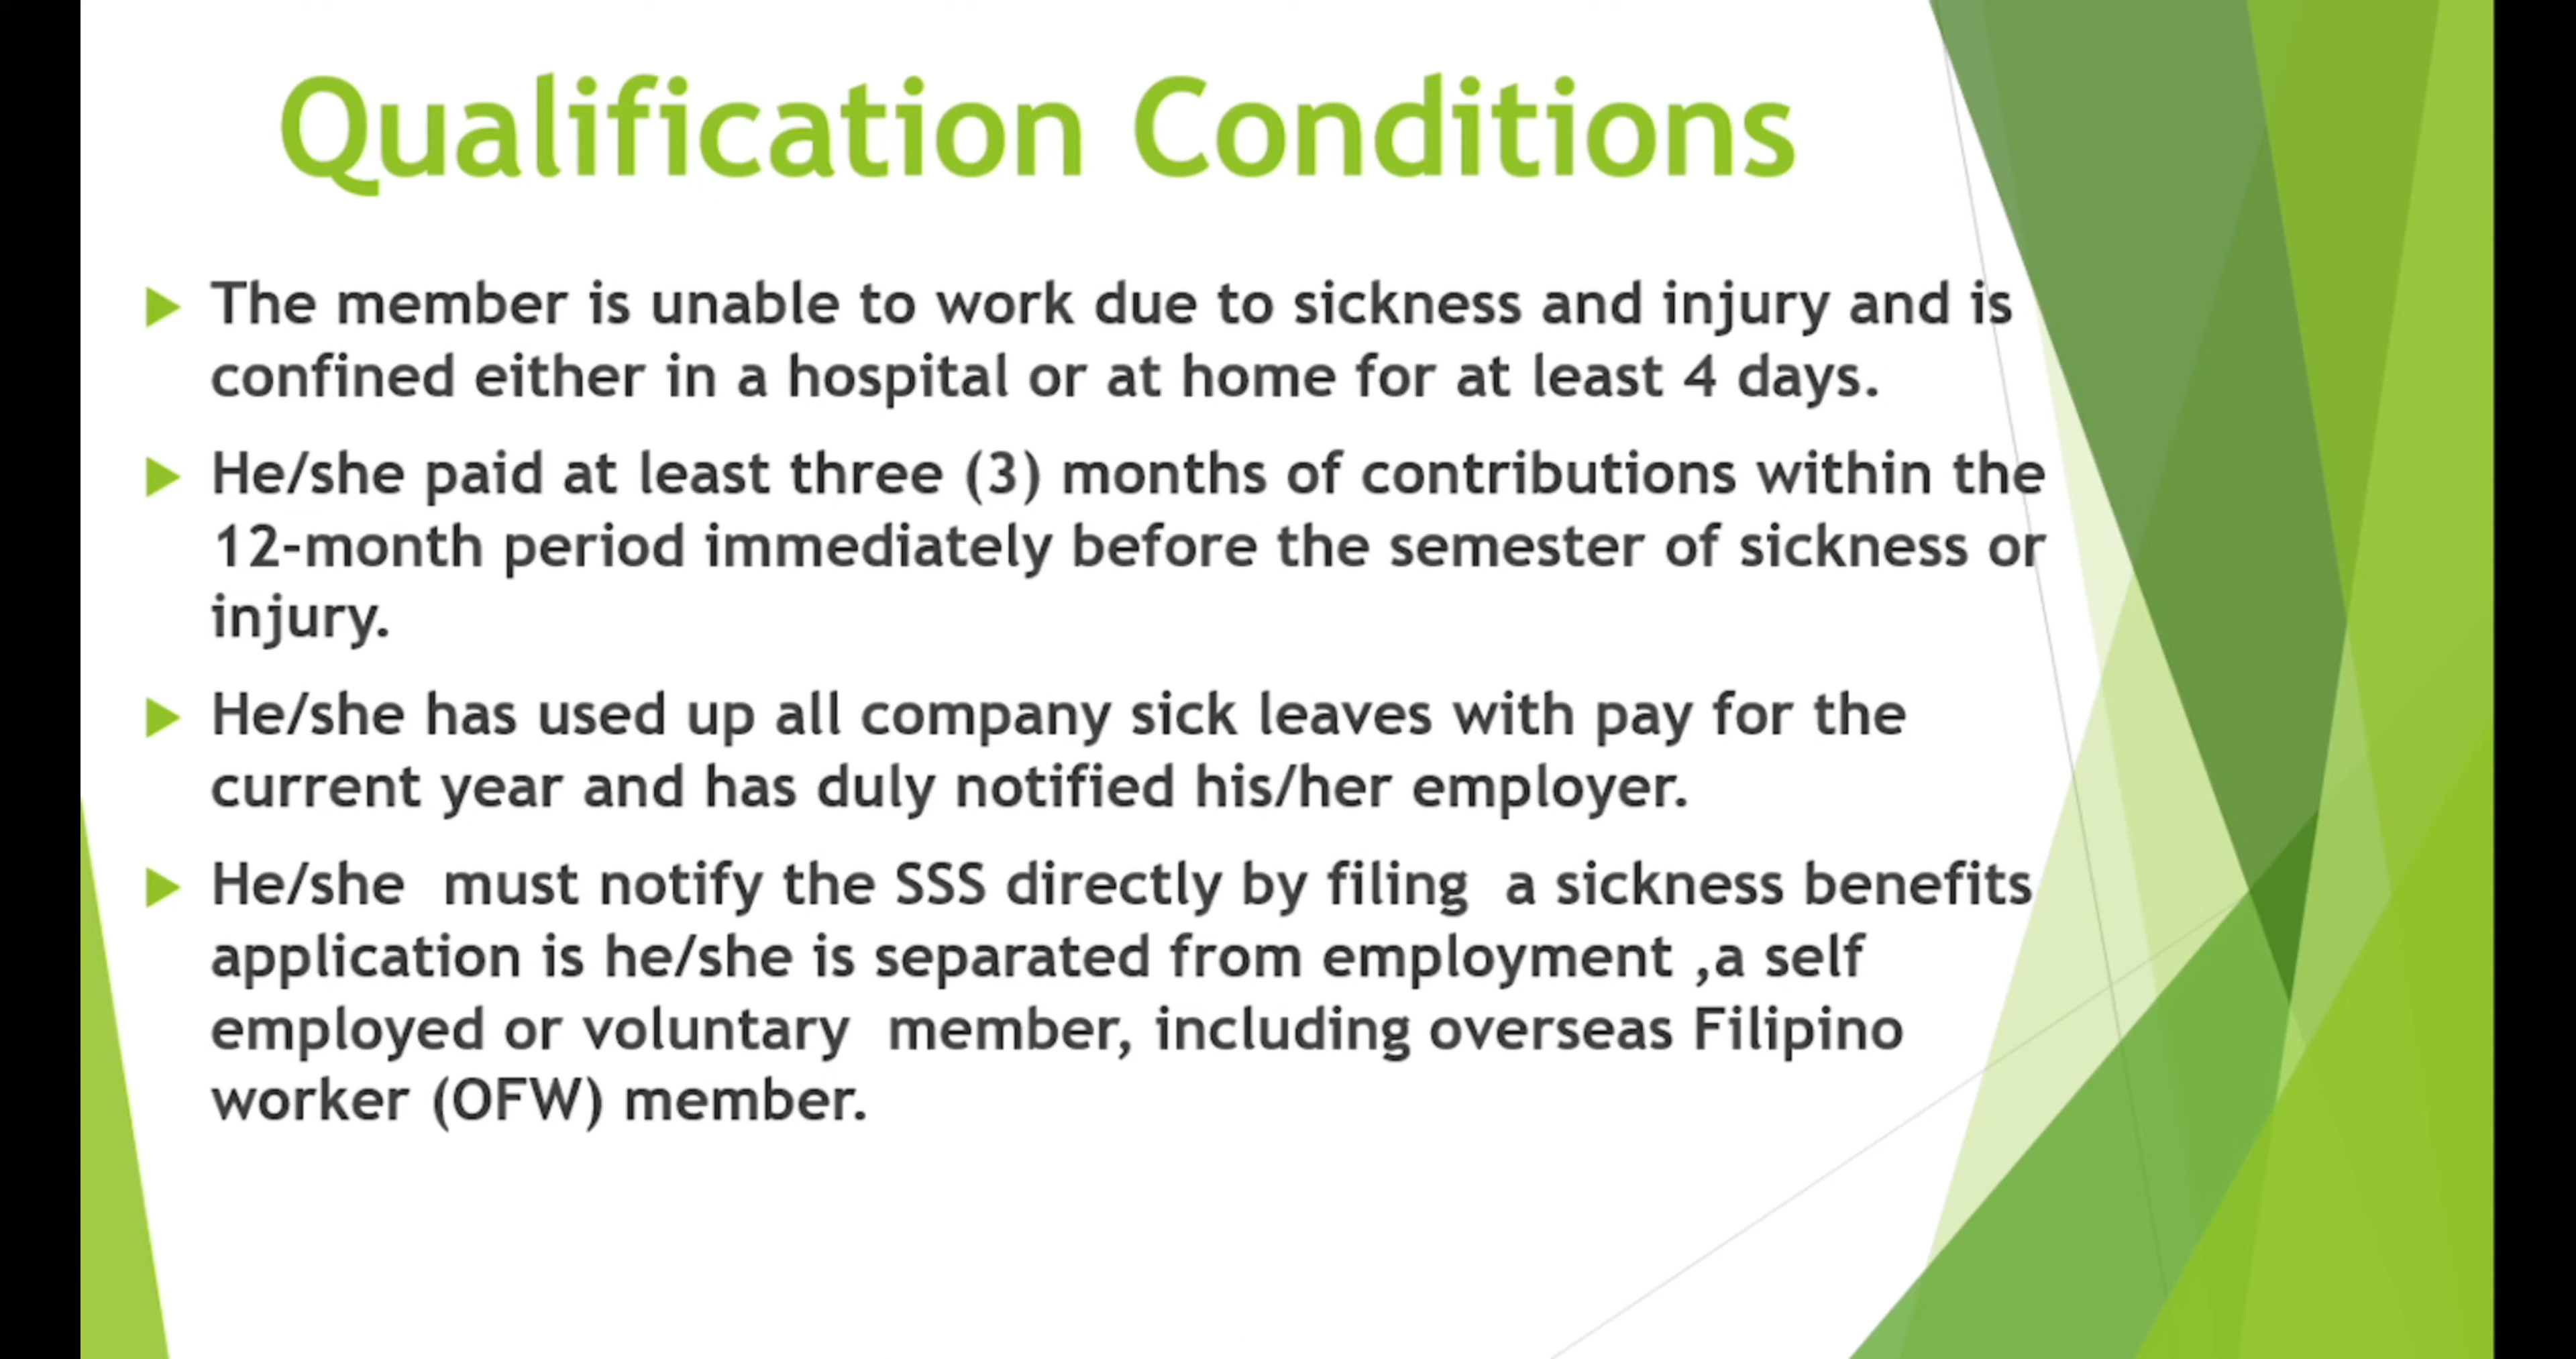 Qualification Conditions
The member is unable to work due to sickness and injury and is
confined either in a hospital or at home for at least 4 days.
He/she paid at least three (3) months of contributions within the
12-month period immediately before the semester of sickness or
injury.
He/she has used up all company sick leaves with pay for the
current year and has duly notified his/her employer.
He/she  must notify the SSS directly by filing  a sickness benefits
application is he/she is separated from employment ,a self
employed or voluntary  member, including overseas Filipino
worker (OFW) member.